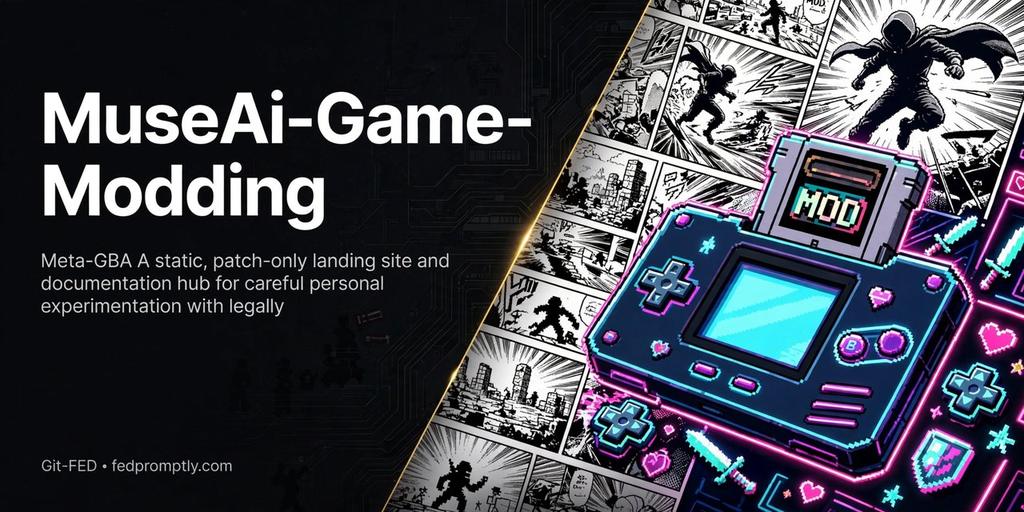 MuseAi-Game-
Modding
Meta-GBA A static, patch-only landing site and
documentation hub for careful personal
experimentation with legally
Git-FED • fedpromptly.com
MOD
B